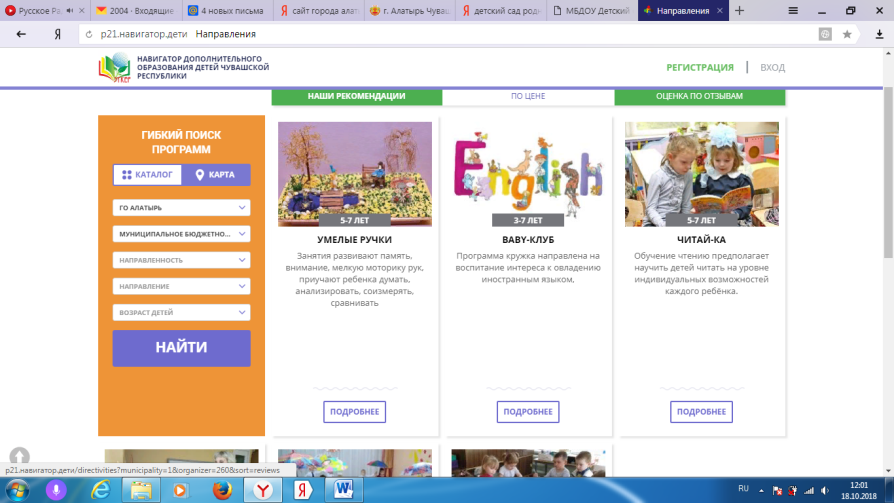 Русское Ра
2004 · Входящие
4 новых письма
сайт города алат
г. Алатырь Чуваш
детский сад родн
МБДОУ Детский
Направления
p21.навигатор.дети Направления
НАВИГАТОР ДОПОЛНИТЕЛЬНОГО
ОБРАЗОВАНИЯ ДЕТЕЙ ЧУВАШСКОЙ
РЕСПУБЛИКИ
РЕГИСТРАЦИЯ | ВХОД
НАШИ РЕКОМЕНДАЦИИ
ПО ЦЕНЕ
ОЦЕНКА ПО ОТЗЫВАМ
ГИБКИЙ ПОИСК
ПРОГРАММ
КАТАЛОГ
КАРТА
ГО АЛАТЫРЬ
МУНИЦИПАЛЬНОЕ БЮДЖЕТНО...
НАПРАВЛЕННОСТЬ
НАПРАВЛЕНИЕ
ВОЗРАСТ ДЕТЕЙ
НАЙТИ
5-7 ЛЕТ
УМЕЛЫЕ РУЧКИ
Занятия развивают память,
внимание, мелкую моторику рук,
приучают ребенка думать,
анализировать, соизмерять,
сравнивать
ПОДРОБНЕЕ
English
3-7 ЛЕТ
BABY-КЛУБ
Программа кружка направлена на
воспитание интереса к овладению
иностранным языком,
ПОДРОБНЕЕ
5-7 ЛЕТ
ЧИТАЙ-КА
Обучение чтению предполагает
научить детей читать на уровне
индивидуальных возможностей
каждого ребёнка.
ПОДРОБНЕЕ
p21.навигатор.дети/directivities?municipality=1&organizer=260&sort=reviews
RU
12:01
18.10.2018